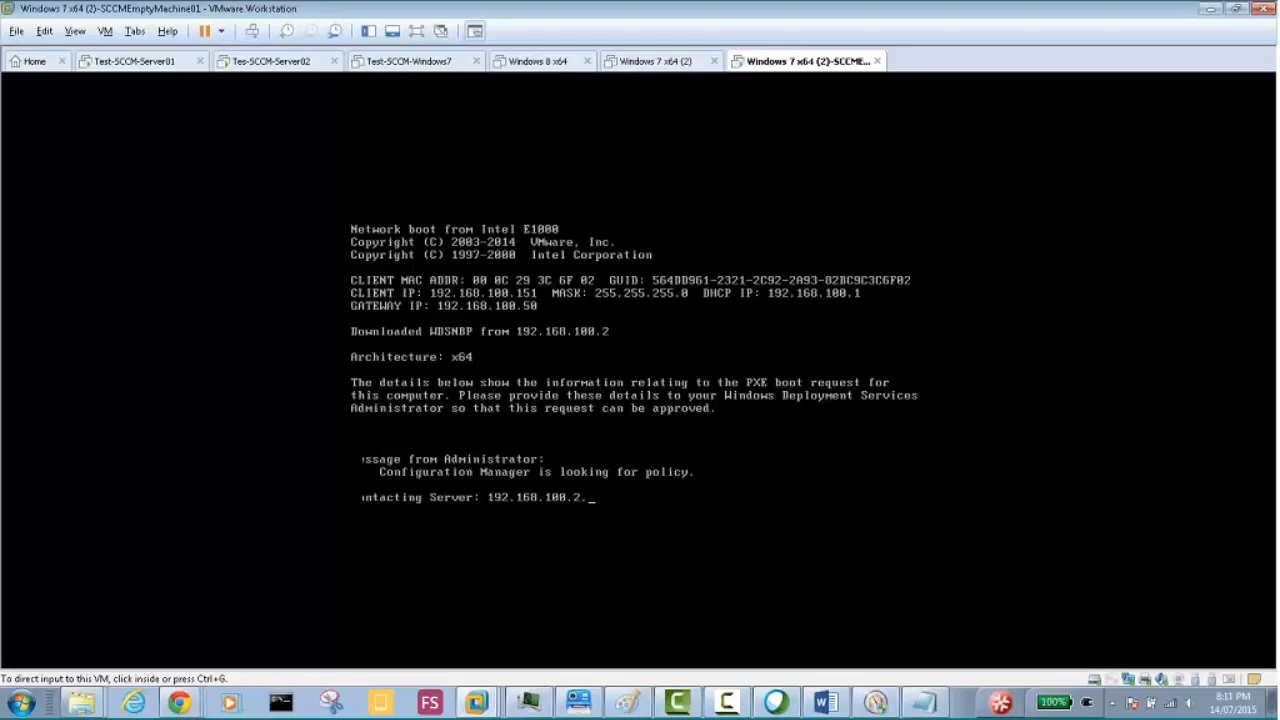 Windows 7 x64 (2)-SCCMEmptyMachine01 - VMware Workstation
File Edit View VM Tabs Help
Home Test-SCCM-Server01 Tes-SCCM-Server02 Test-SCCM-Windows7 Windows 8 x64 Windows 7 x64 (2) Windows 7 x64 (2)-SCCME...
Network boot from Intel E1000
Copyright (C) 2003-2014 VMware, Inc.
Copyright (C) 1997-2000 Intel Corporation
CLIENT MAC ADDR: 00 0C 29 3C 6F 02 GUID: 564DD961-2321-2C92-2A93-82BC9C3C6F02
CLIENT IP: 192.168.100.151 MASK: 255.255.255.0 DHCP IP: 192.168.100.1
GATEWAY IP: 192.168.100.50
Downloaded WDSNBP from 192.168.100.2
Architecture: x64
The details below show the information relating to the PXE boot request for
this computer. Please provide these details to your Windows Deployment Services
Administrator so that this request can be approved.
ssage from Administrator:
Configuration Manager is looking for policy.
ntacting Server: 192.168.100.2._
To direct input to this VM, click inside or press Ctrl+G.
FS
100%
8:11 PM
14/07/2015